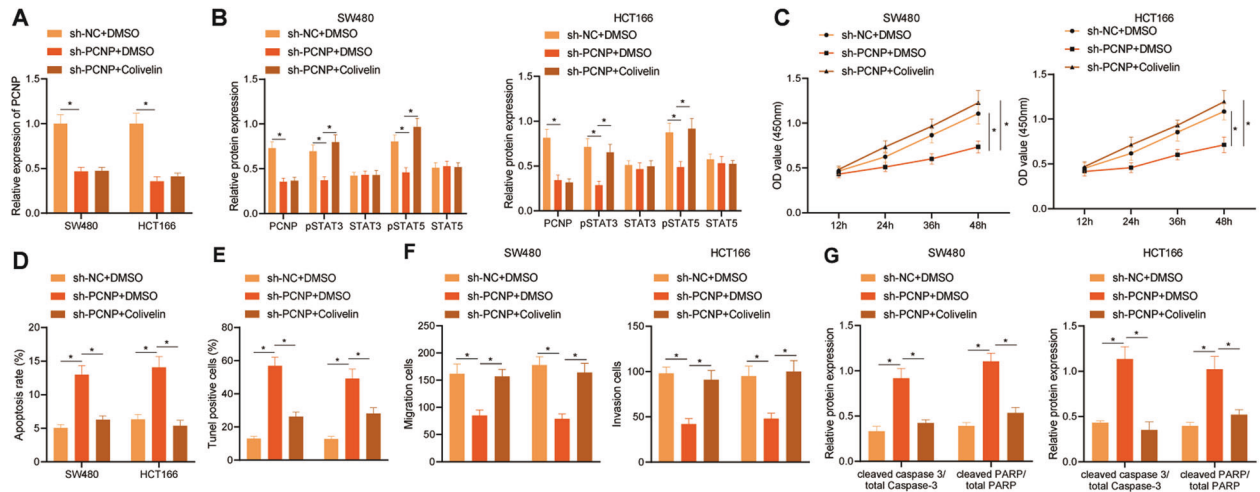 A
sh-NC+DMSO
sh-PCNP+DMSO
sh-PCNP+Colivelin
Relative expression of PCNP
1.5
1.0
0.5
0.0
*
*
SW480
HCT166
B
SW480
sh-NC+DMSO
sh-PCNP+DMSO
sh-PCNP+Colivelin
Relative protein expression
1.5
1.0
0.5
0.0
*
*
*
*
*
PCNP
pSTAT3
STAT3
pSTAT5
STAT5
HCT166
sh-NC+DMSO
sh-PCNP+DMSO
sh-PCNP+Colivelin
Relative protein expression
1.5
1.0
0.5
0.0
*
*
*
*
*
PCNP
pSTAT3
STAT3
pSTAT5
STAT5
C
SW480
sh-NC+DMSO
sh-PCNP+DMSO
sh-PCNP+Colivelin
OD value (450nm)
1.5
1.0
0.5
0.0
12h
24h
36h
48h
*
*
HCT166
sh-NC+DMSO
sh-PCNP+DMSO
sh-PCNP+Colivelin
OD value (450nm)
1.5
1.0
0.5
0.0
12h
24h
36h
48h
*
*
D
sh-NC+DMSO
sh-PCNP+DMSO
sh-PCNP+Colivelin
Apoptosis rate (%)
20
15
10
5
0
*
*
*
*
SW480
HCT166
E
sh-NC+DMSO
sh-PCNP+DMSO
sh-PCNP+Colivelin
Tunel positive cells (%)
80
60
40
20
0
*
*
*
*
F
SW480
sh-NC+DMSO
sh-PCNP+DMSO
sh-PCNP+Colivelin
Migration cells
250
200
150
100
50
0
*
*
*
*
HCT166
sh-NC+DMSO
sh-PCNP+DMSO
sh-PCNP+Colivelin
Invasion cells
150
100
50
0
*
*
*
*
G
SW480
sh-NC+DMSO
sh-PCNP+DMSO
sh-PCNP+Colivelin
Relative protein expression
1.5
1.0
0.5
0.0
*
*
*
*
cleaved caspase 3/
total Caspase-3
cleaved PARP/
total PARP
HCT166
sh-NC+DMSO
sh-PCNP+DMSO
sh-PCNP+Colivelin
Relative protein expression
1.5
1.0
0.5
0.0
*
*
*
*
cleaved caspase 3/
total Caspase-3
cleaved PARP/
total PARP